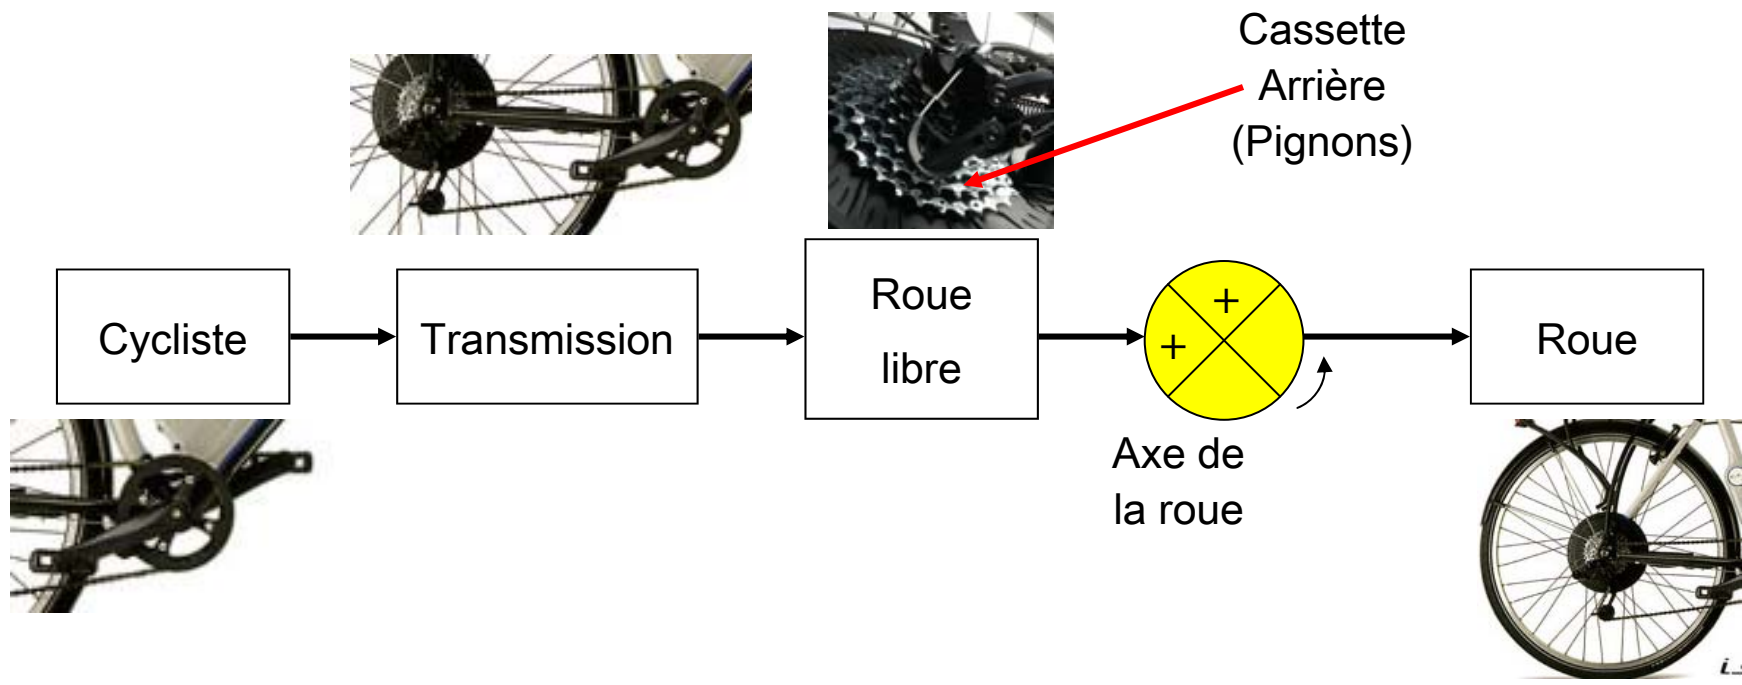 Cassette
Arrière
(Pignons)
Cycliste
Transmission
Roue
libre
+
+
Roue
Axe de
la roue